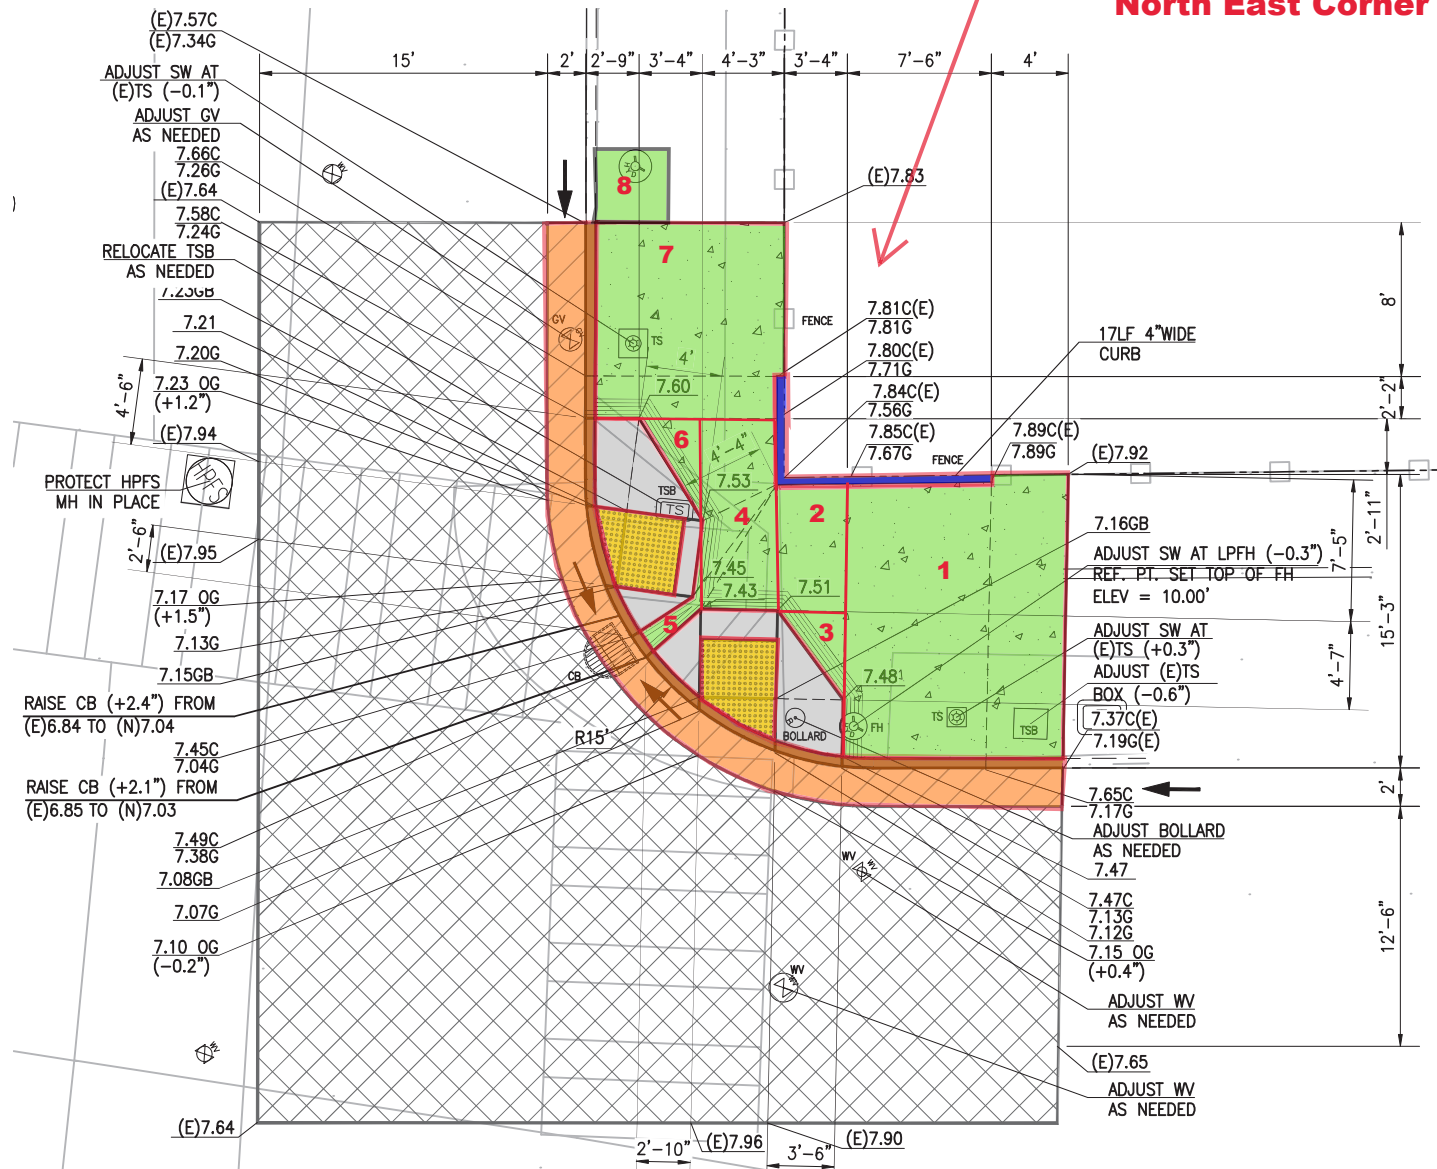 North East Corner
(E)7.57C
(E)7.34G
15'
2'
2'-9"
3'-4"
4'-3"
3'-4"
7'-6"
4'
ADJUST SW AT
(E)TS (-0.1")
ADJUST GV
AS NEEDED
7.66C
7.26G
(E)7.64
7.58C
7.24G
RELOCATE TSB
AS NEEDED
7.23GB
7.21
7.20G
7.23 OG
(+1.2")
4'-6"
(E)7.94
PROTECT HPFS
MH IN PLACE
HPFS
2'-6"
(E)7.95
7.17 OG
(+1.5")
7.13G
7.15GB
RAISE CB (+2.4") FROM
(E)6.84 TO (N)7.04
7.45C
7.04G
RAISE CB (+2.1") FROM
(E)6.85 TO (N)7.03
7.49C
7.38G
7.08GB
7.07G
7.10 OG
(-0.2")
(E)7.64
WV
)
8
7
GV
TS
4'
7.60
6
4'-4"
TSB
TS
7.53
4
2
1
7.45
7.43
7.51
5
3
CB
R15'
7.48
BOLLARD
FH
TS
TSB
(E)7.83
FENCE
7.81C(E)
7.81G
7.80C(E)
7.71G
7.84C(E)
7.56G
7.85C(E)
7.67G
FENCE
17LF 4"WIDE
CURB
7.89C(E)
7.89G
(E)7.92
8'
2'-2"
2'-11"
7'-5"
15'-3"
4'-7"
2'
12'-6"
7.16GB
ADJUST SW AT LPFH (-0.3")
REF. PT. SET TOP OF FH
ELEV = 10.00'
ADJUST SW AT
(E)TS (+0.3")
ADJUST (E)TS
BOX (-0.6")
7.37C(E)
7.19G(E)
7.65C
7.17G
ADJUST BOLLARD
AS NEEDED
7.47
7.47C
7.13G
7.12G
7.15 OG
(+0.4")
ADJUST WV
AS NEEDED
(E)7.65
ADJUST WV
AS NEEDED
WV
WV
WV
WV
WV
(E)7.96
(E)7.90
2'-10"
3'-6"